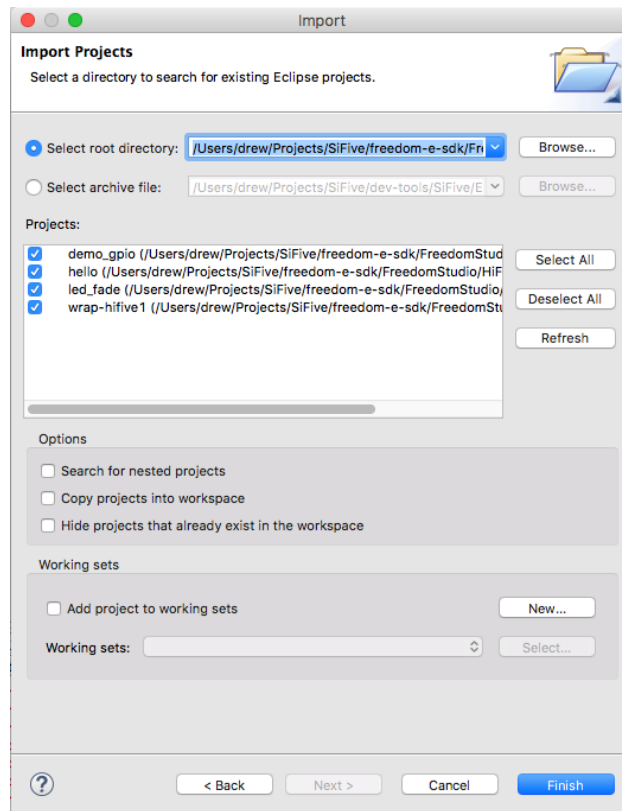 Import
Import Projects
Select a directory to search for existing Eclipse projects.
Select root directory: /Users/drew/Projects/SiFive/freedom-e-sdk/Fr Browse...
Select archive file: /Users/drew/Projects/SiFive/dev-tools/SiFive/E Browse...
Projects:
demo_gpio (/Users/drew/Projects/SiFive/freedom-e-sdk/FreedomStud
hello (/Users/drew/Projects/SiFive/freedom-e-sdk/FreedomStudio/HiF
led_fade (/Users/drew/Projects/SiFive/freedom-e-sdk/FreedomStudio/
wrap-hifive1 (/Users/drew/Projects/SiFive/freedom-e-sdk/FreedomStu
Select All
Deselect All
Refresh
Options
Search for nested projects
Copy projects into workspace
Hide projects that already exist in the workspace
Working sets
Add project to working sets New...
Working sets: Select...
? < Back Next > Cancel Finish